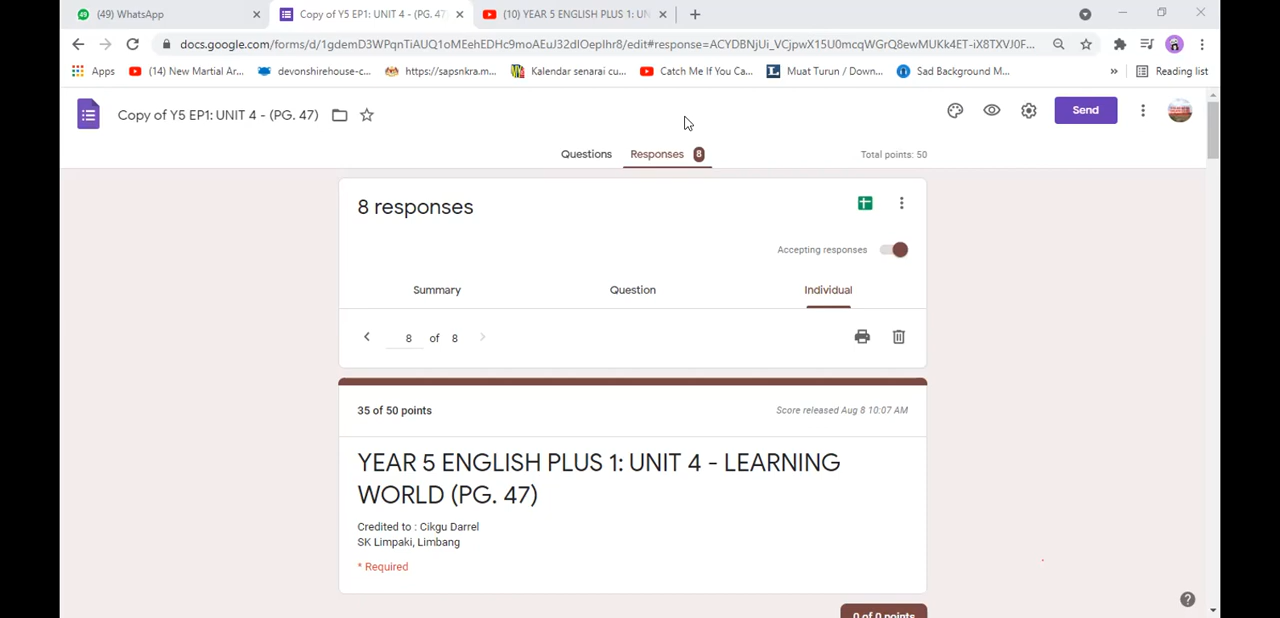 (49) WhatsApp
Copy of Y5 EP1: UNIT 4 - (PG. 47)
(10) YEAR 5 ENGLISH PLUS 1: UN
docs.google.com/forms/d/1gdemD3WPqnTiAUQ1oMEehEDHc9moAEuJ32dIOepIhr8/edit#response=ACYDBNjUi_VCjpwX15U0mcqWGrQ8ewMUKk4ET-iX8TXVJ0F...
Apps
(14) New Martial Ar...
devonshirehouse-c...
https://sapsnkra.m...
Kalendar senarai cu...
Catch Me If You Ca...
Muat Turun / Down...
Sad Background M...
»
Reading list
Copy of Y5 EP1: UNIT 4 - (PG. 47)
Send
Questions
Responses 8
Total points: 50
8 responses
Accepting responses
Summary
Question
Individual
8 of 8
35 of 50 points
Score released Aug 8 10:07 AM
YEAR 5 ENGLISH PLUS 1: UNIT 4 - LEARNING
WORLD (PG. 47)
Credited to : Cikgu Darrel
SK Limpaki, Limbang
* Required
0 of 0 points